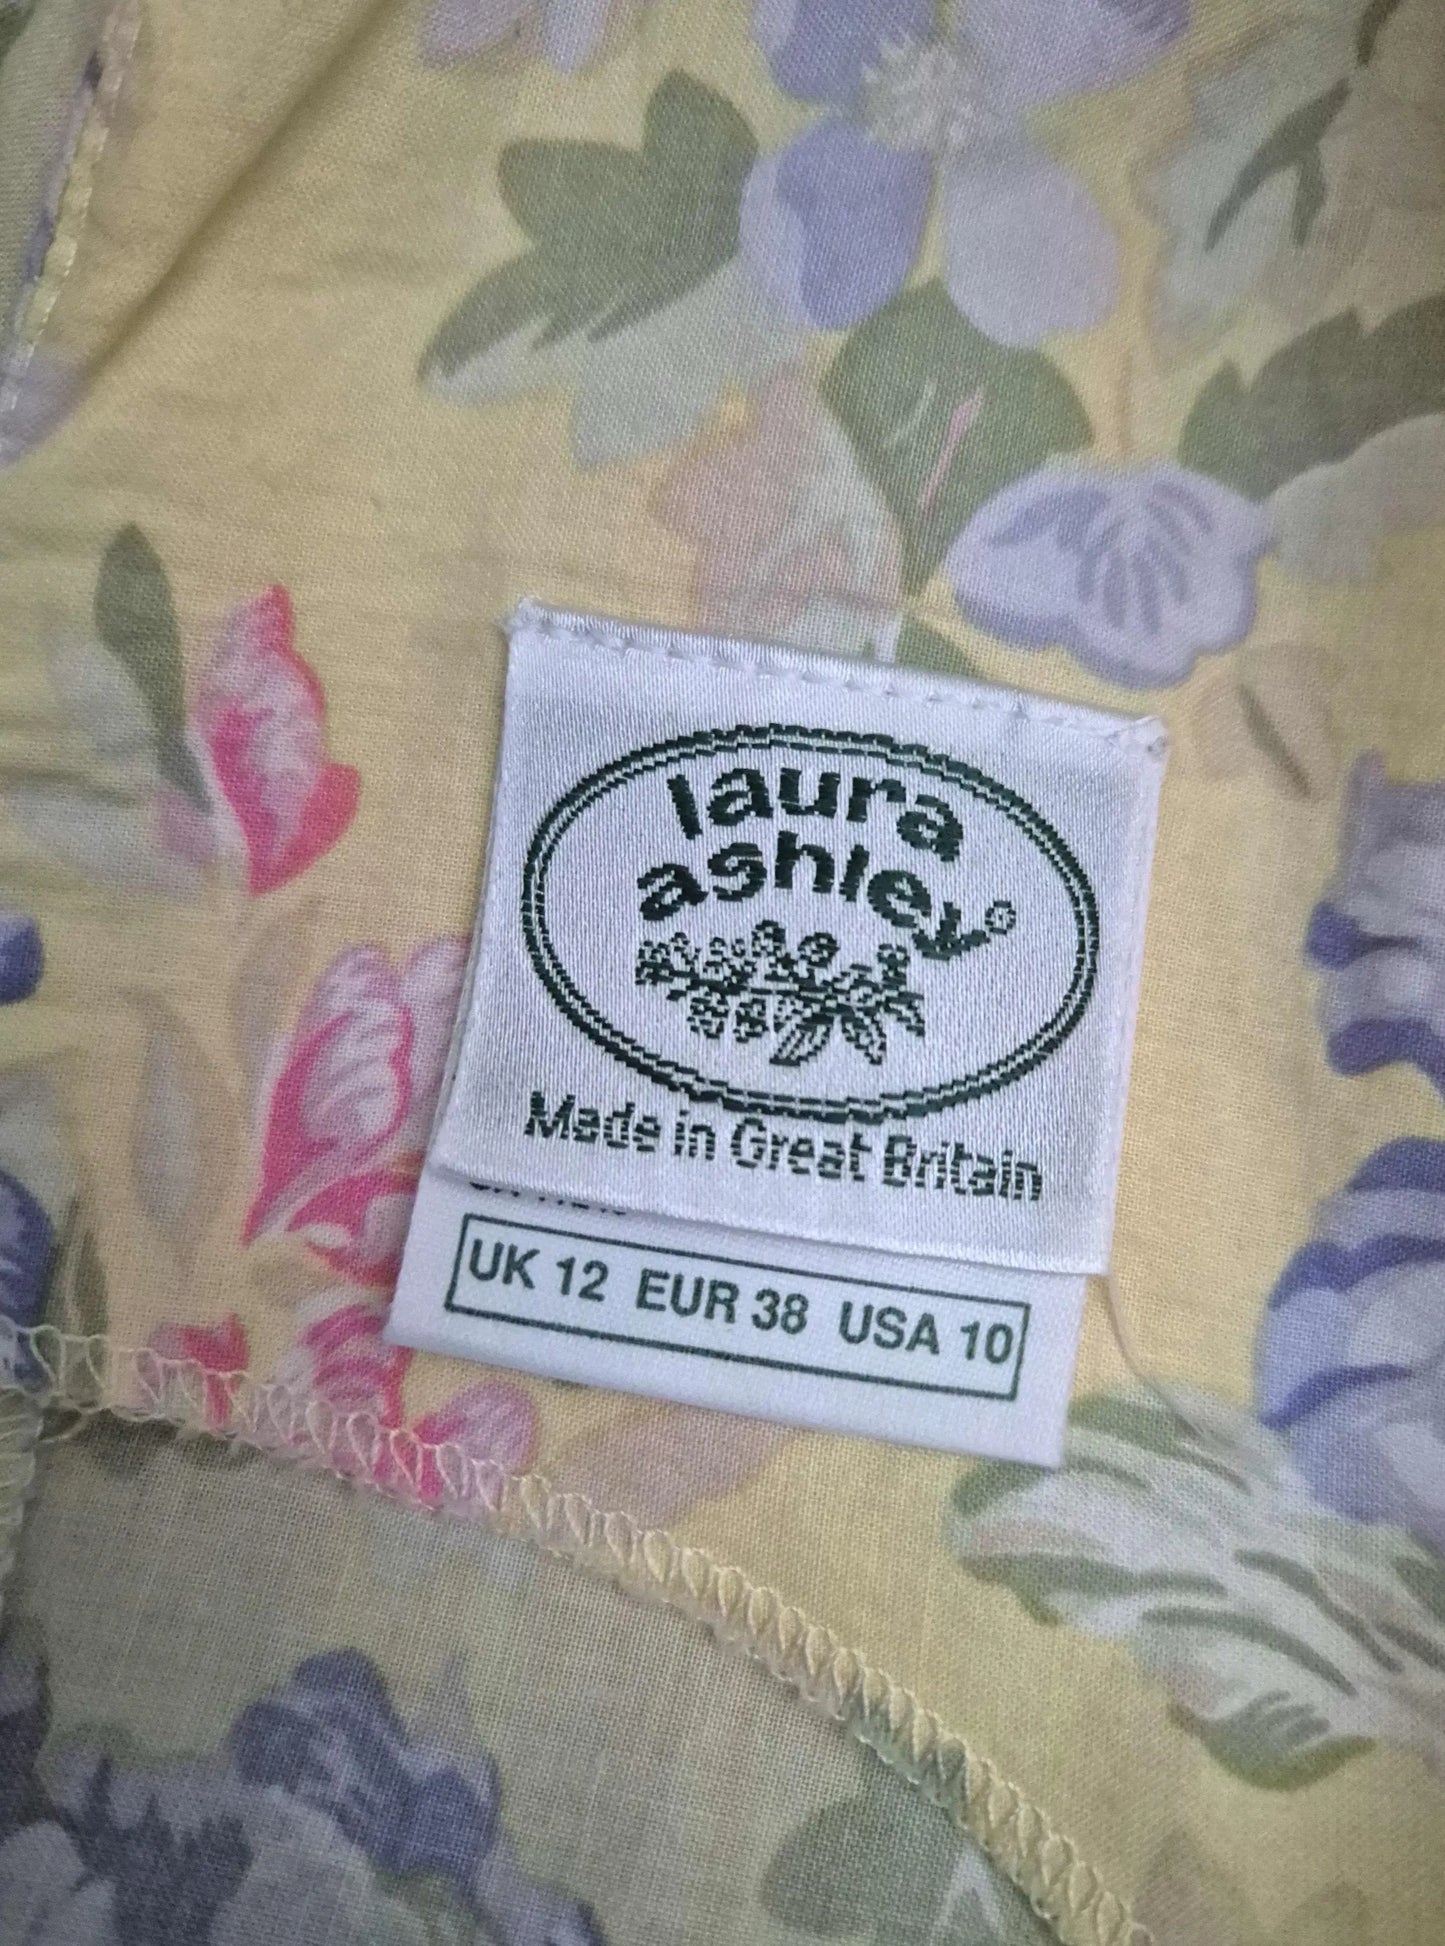 laura
ashley®
Made in Great Britain
UK 12 EUR 38 USA 10